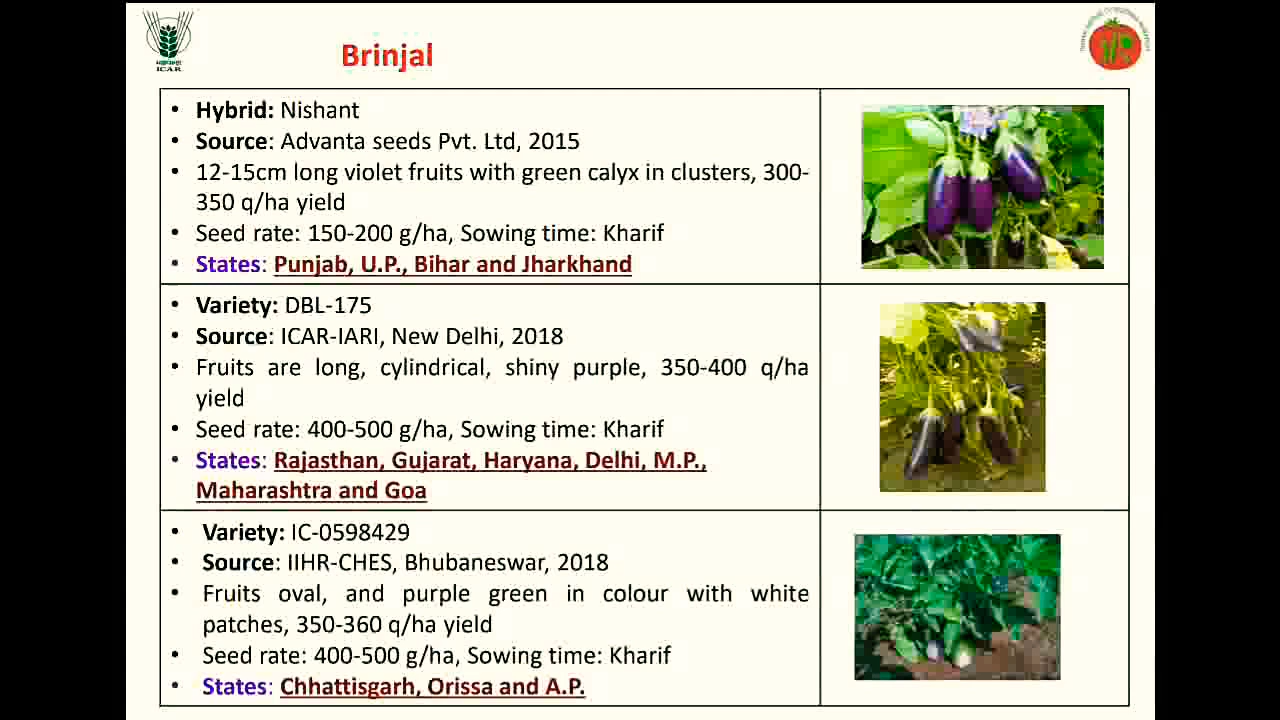 ICAR
Brinjal
• Hybrid: Nishant
• Source: Advanta seeds Pvt. Ltd, 2015
• 12-15cm long violet fruits with green calyx in clusters, 300-
350 q/ha yield
• Seed rate: 150-200 g/ha, Sowing time: Kharif
• States: Punjab, U.P., Bihar and Jharkhand
• Variety: DBL-175
• Source: ICAR-IARI, New Delhi, 2018
• Fruits are long, cylindrical, shiny purple, 350-400 q/ha
yield
• Seed rate: 400-500 g/ha, Sowing time: Kharif
• States: Rajasthan, Gujarat, Haryana, Delhi, M.P.,
Maharashtra and Goa
• Variety: IC-0598429
• Source: IIHR-CHES, Bhubaneswar, 2018
• Fruits oval, and purple green in colour with white
patches, 350-360 q/ha yield
• Seed rate: 400-500 g/ha, Sowing time: Kharif
• States: Chhattisgarh, Orissa and A.P.